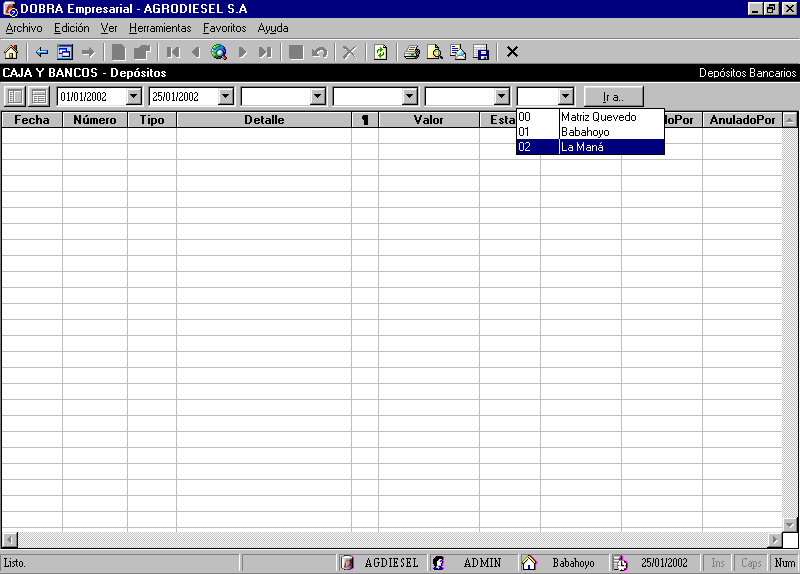 DOBRA Empresarial - AGRODIESEL S.A
Archivo Edición Ver Herramientas Favoritos Ayuda
CAJA Y BANCOS - Depósitos Depósitos Bancarios
01/01/2002 25/01/2002 Ir a..
Fecha Número Tipo Detalle ¶ Valor Esta doPor AnuladoPor
00 Matriz Quevedo
01 Babahoyo
02 La Maná
Listo. AGDIESEL ADMIN Babahoyo 25/01/2002 Ins Caps Num